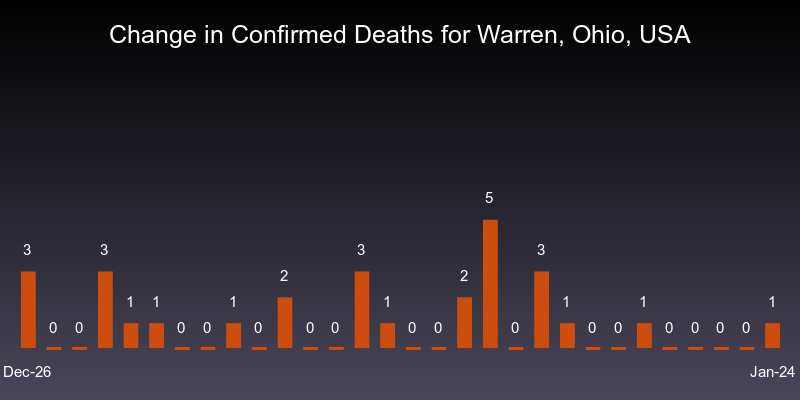 Change in Confirmed Deaths for Warren, Ohio, USA
5
3 3 3 3
2 2
1 1 1 1 1 1 1
0 0 0 0 0 0 0 0 0 0 0 0 0 0 0 0
Dec-26 Jan-24